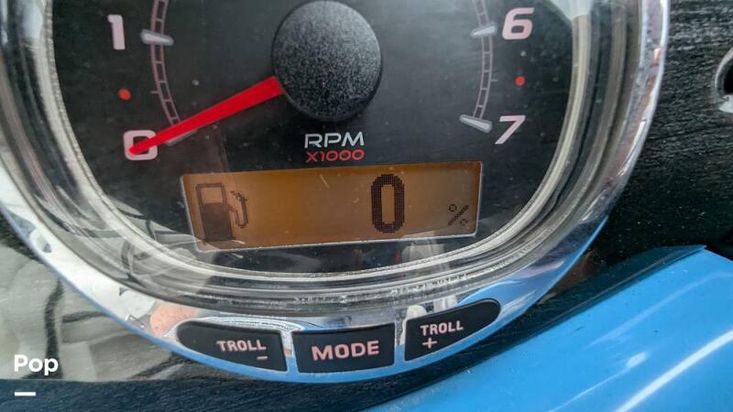 1
6
0
7
RPM
X1000
0 %
TROLL
-
MODE
TROLL
+
Pop